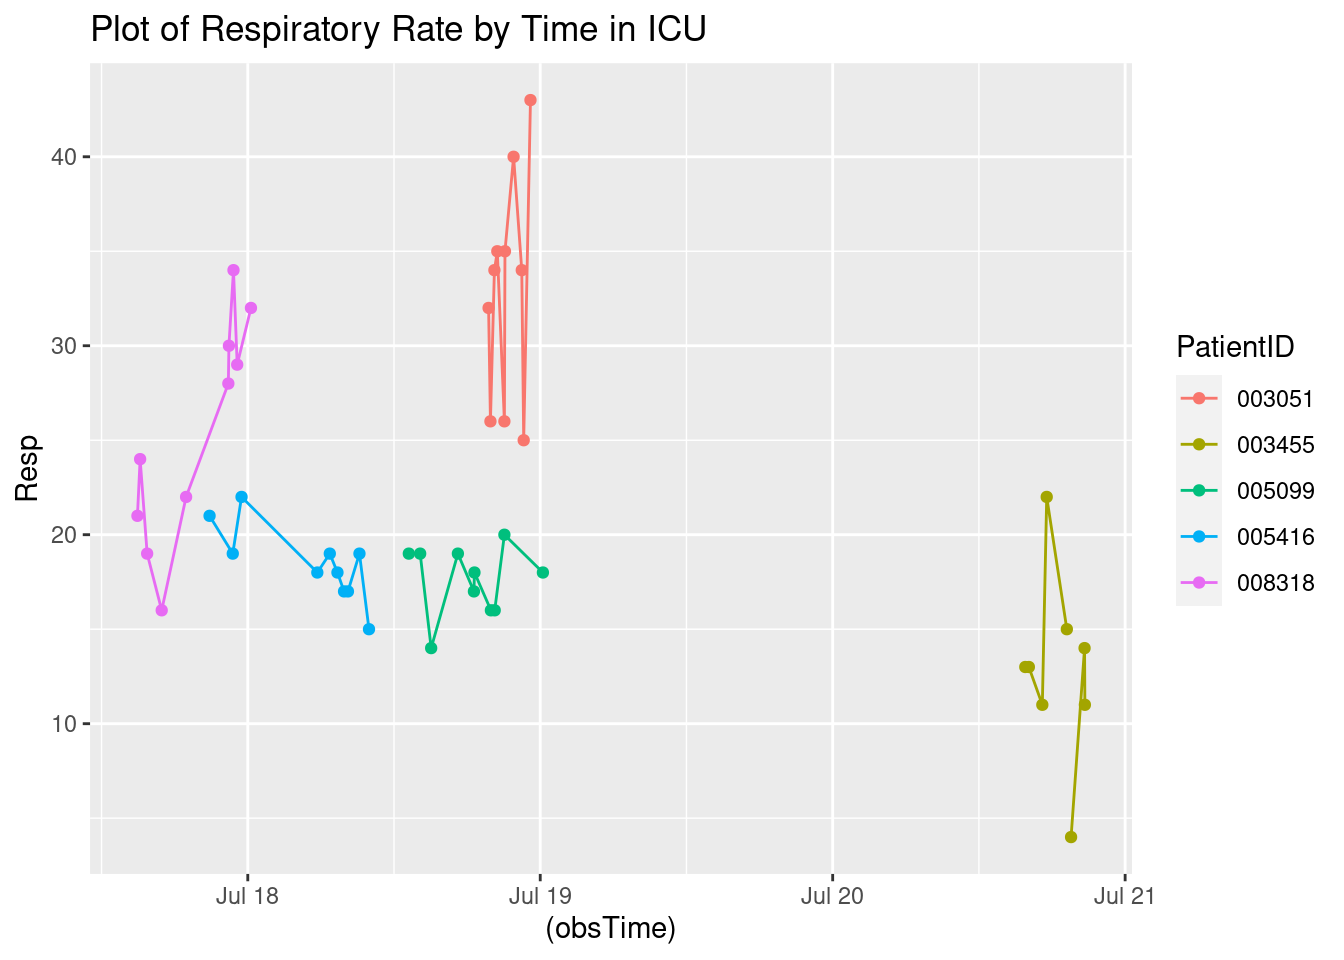 Plot of Respiratory Rate by Time in ICU
40
30
20
10
Resp
Jul 18
Jul 19
Jul 20
Jul 21
(obsTime)
PatientID
003051
003455
005099
005416
008318